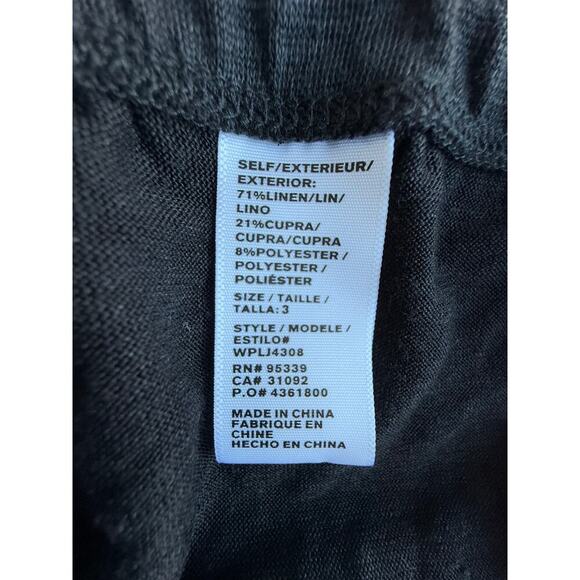 SELF/EXTERIEUR/
EXTERIOR:
71%LINEN/LIN/
LINO
21%CUPRA/
CUPRA/CUPRA
8%POLYESTER/
POLYESTER/
POLIÉSTER
SIZE / TAILLE /
TALLA: 3
STYLE / MODELE /
ESTILO#
WPLJ4308
RN# 95339
CA# 31092
P.O# 4361800
MADE IN CHINA
FABRIQUE EN
CHINE
HECHO EN CHINA